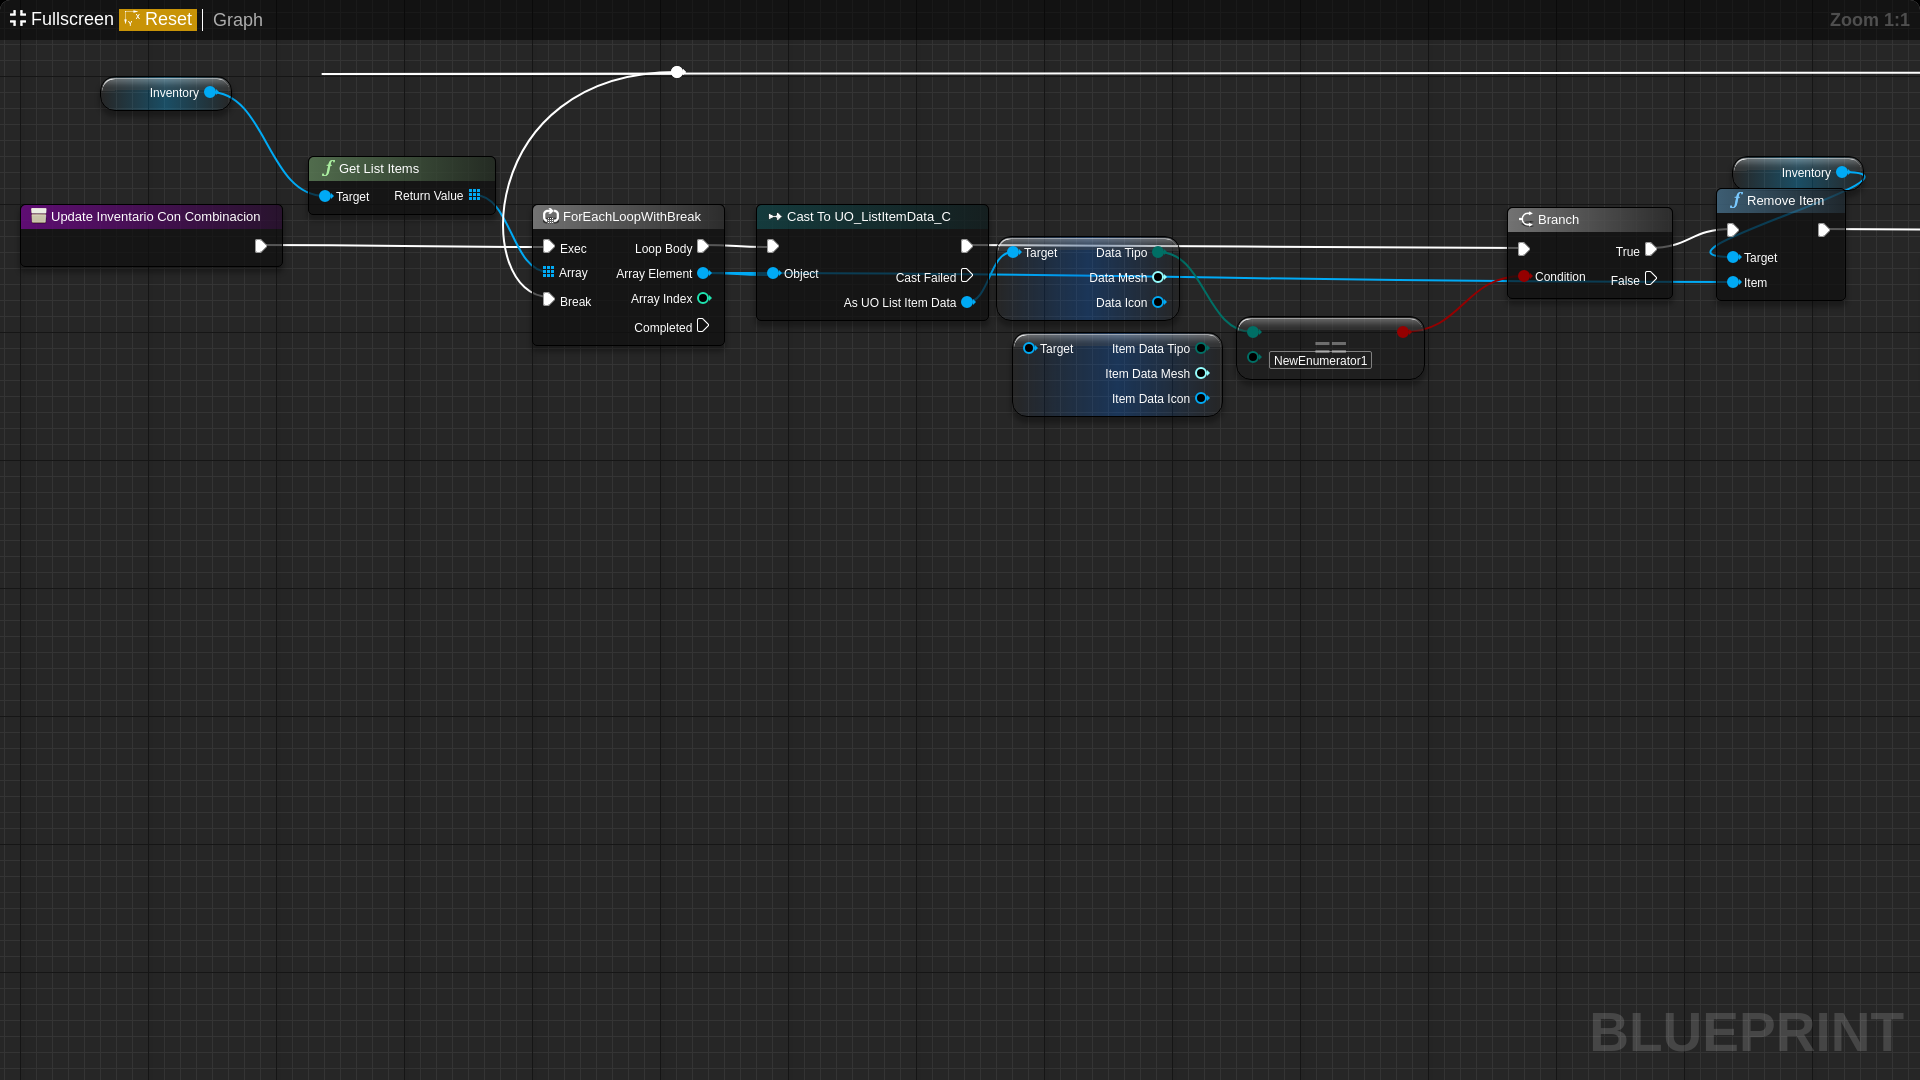 Fullscreen Reset Graph Zoom 1:1
Inventory
Get List Items
Target Return Value
Update Inventario Con Combinacion
ForEachLoopWithBreak
Exec Loop Body
Array Array Element
Array Index
Break
Completed
Cast To UO_ListItemData_C
Object
Cast Failed
As UO List Item Data
Target Data Tipo
Data Mesh
Data Icon
Target Item Data Tipo
Item Data Mesh
Item Data Icon
==
NewEnumerator1
Branch
True
Condition False
Inventory
Remove Item
Target
Item
BLUEPRINT